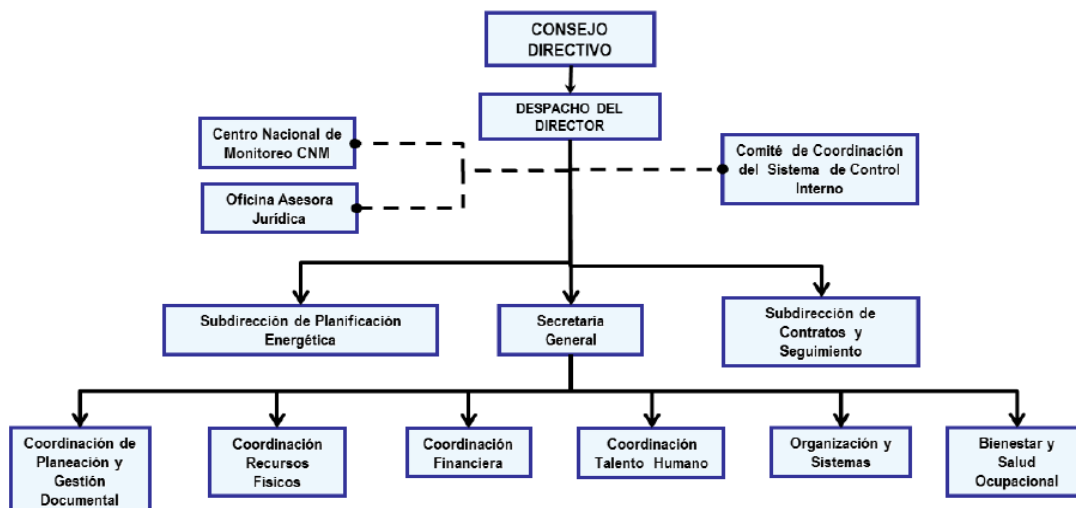 CONSEJO
DIRECTIVO
DESPACHO DEL
DIRECTOR
Centro Nacional de
Monitoreo CNM
Oficina Asesora
Jurídica
Comité de Coordinación
del Sistema de Control
Interno
Subdirección de Planificación
Energética
Secretaria
General
Subdirección de
Contratos y
Seguimiento
Coordinación de
Planeación y
Gestión
Documental
Coordinación
Recursos
Físicos
Coordinación
Financiera
Coordinación
Talento Humano
Organización y
Sistemas
Bienestar y
Salud
Ocupacional